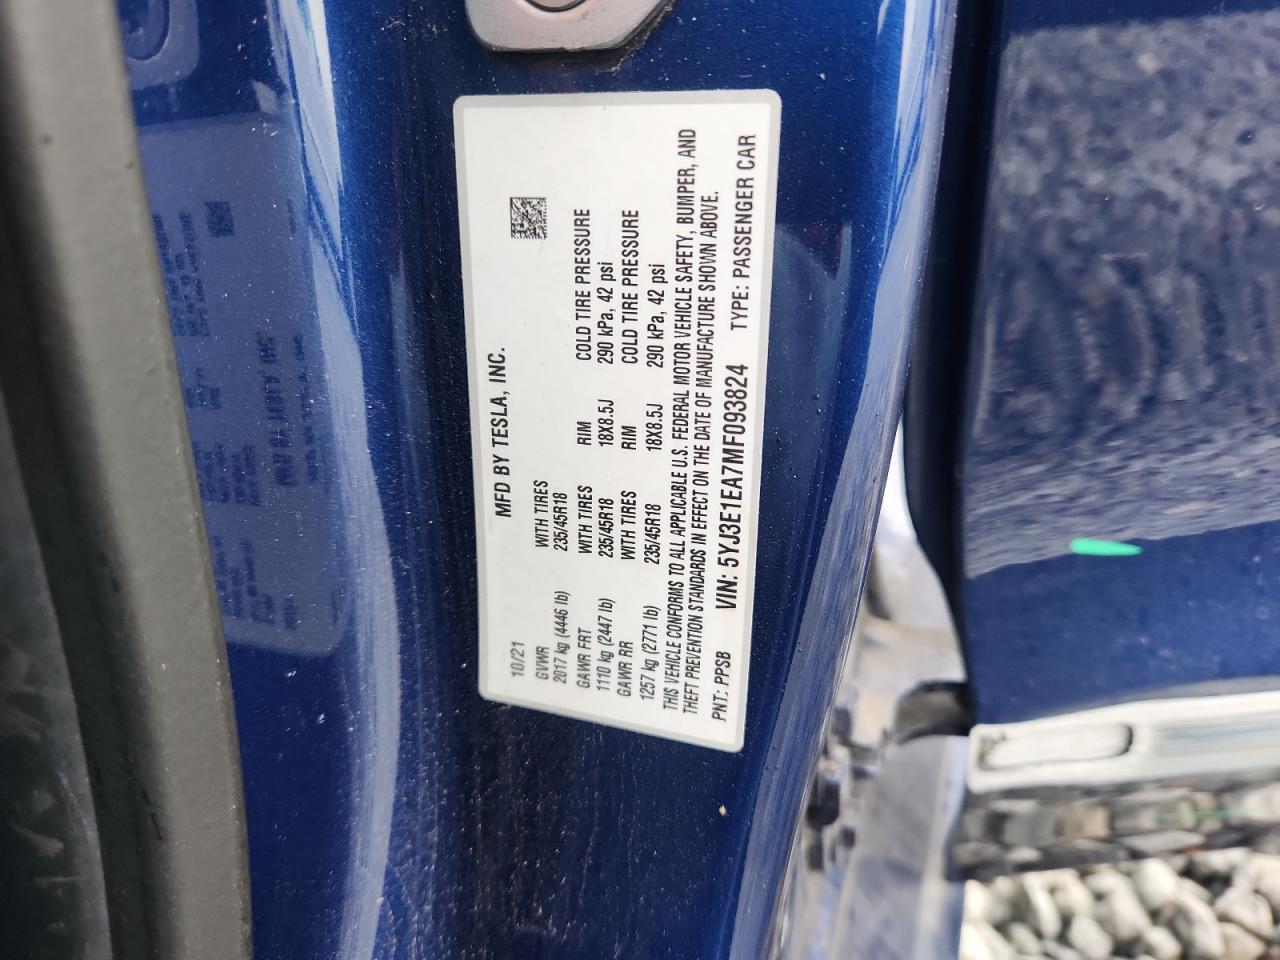 MFD BY TESLA, INC.
10/21
GVWR WITH TIRES
2017 kg (4446 lb) 235/45R18
GAWR FRT WITH TIRES RIM COLD TIRE PRESSURE
1110 kg (2447 lb) 235/45R18 18X8.5J 290 kPa, 42 psi
GAWR RR WITH TIRES RIM COLD TIRE PRESSURE
1257 kg (2771 lb) 235/45R18 18X8.5J 290 kPa, 42 psi
THIS VEHICLE CONFORMS TO ALL APPLICABLE U.S. FEDERAL MOTOR VEHICLE SAFETY, BUMPER, AND
THEFT PREVENTION STANDARDS IN EFFECT ON THE DATE OF MANUFACTURE SHOWN ABOVE.
PNT.: PPSB VIN: 5YJ3E1EA7MF093824 TYPE: PASSENGER CAR